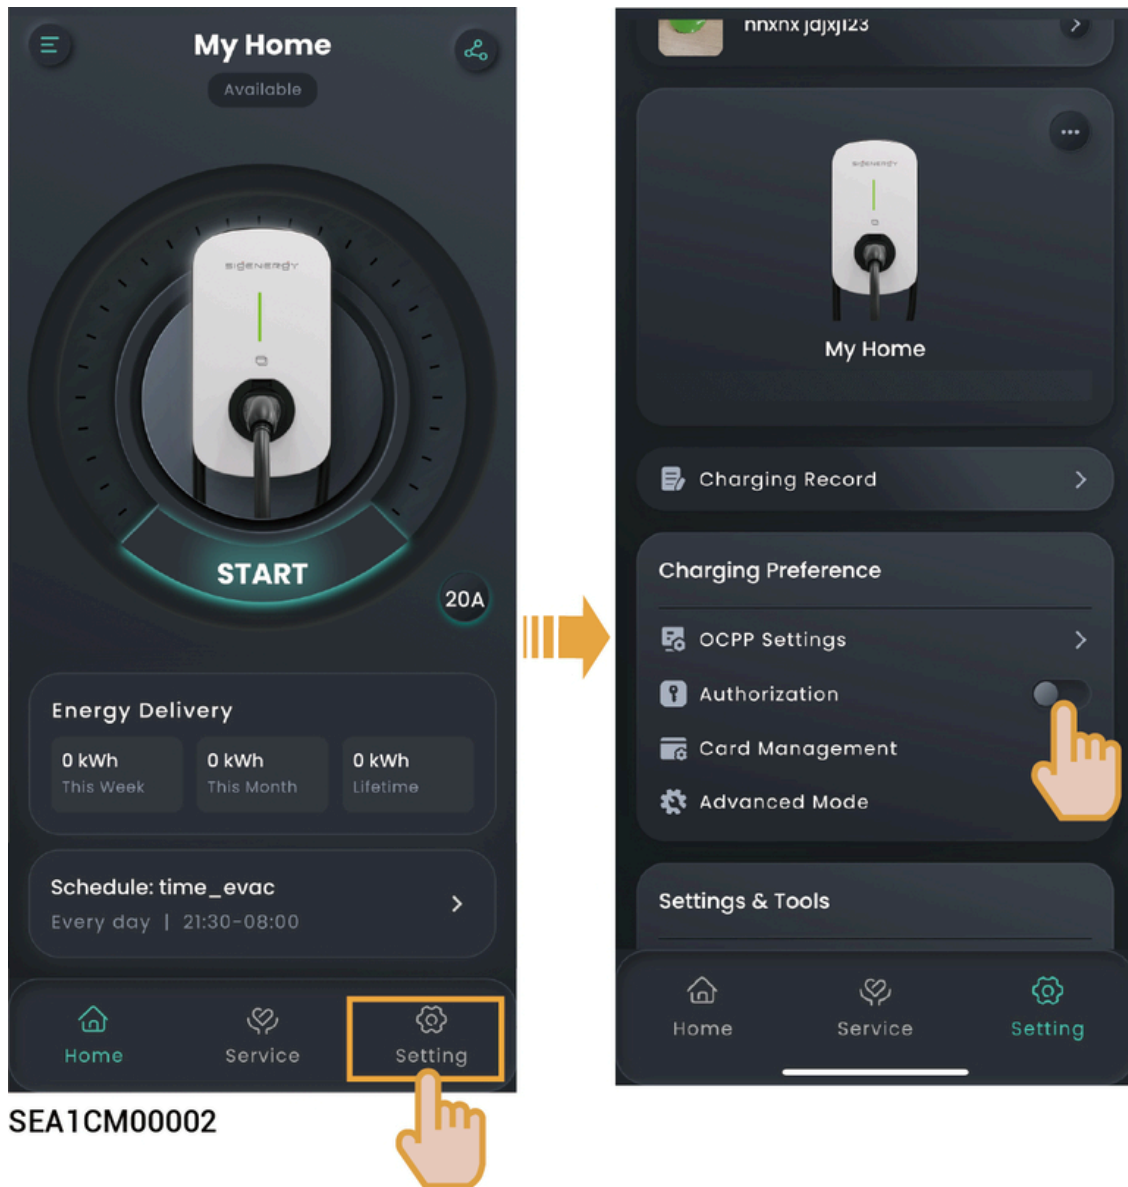 My Home
Available
SIGENERGY
START
20A
Energy Delivery
0 kWh
This Week
0 kWh
This Month
0 kWh
Lifetime
Schedule: time_evac
Every day | 21:30-08:00
Home
Service
Setting
SEA1CM00002
SIGENERGY
My Home
Charging Record
Charging Preference
OCPP Settings
Authorization
Card Management
Advanced Mode
Settings & Tools
Home
Service
Setting